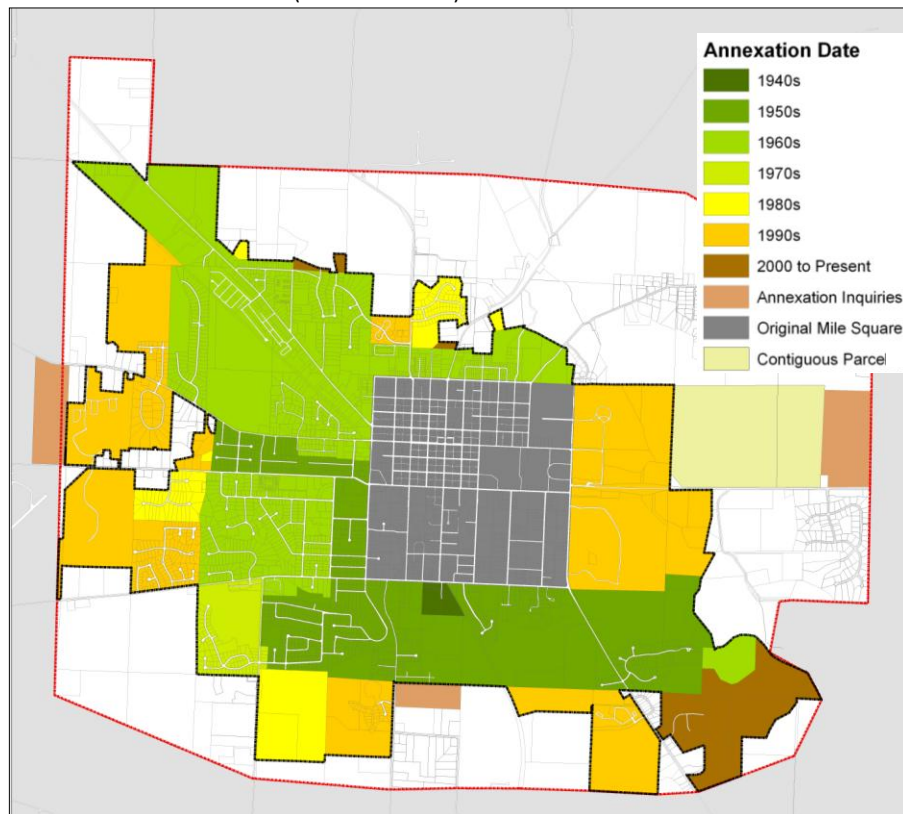 Annexation Date
1940s
1950s
1960s
1970s
1980s
1990s
2000 to Present
Annexation Inquiries
Original Mile Square
Contiguous Parcel